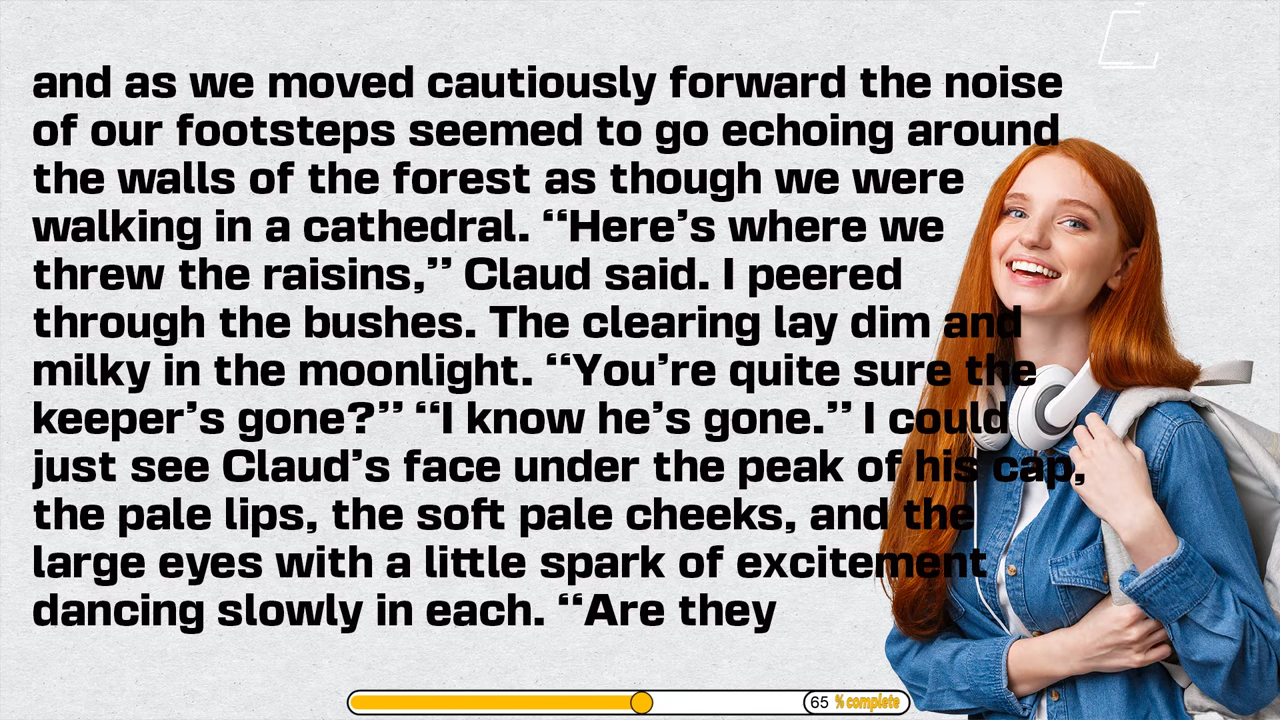 and as we moved cautiously forward the noise
of our footsteps seemed to go echoing around
the walls of the forest as though we were
walking in a cathedral. “Here’s where we
threw the raisins,” Claud said. I peered
through the bushes. The clearing lay dim and
milky in the moonlight. “You’re quite sure the
keeper’s gone?” “I know he’s gone.” I could
just see Claud’s face under the peak of his cap,
the pale lips, the soft pale cheeks, and the
large eyes with a little spark of excitement
dancing slowly in each. “Are they
65 % complete